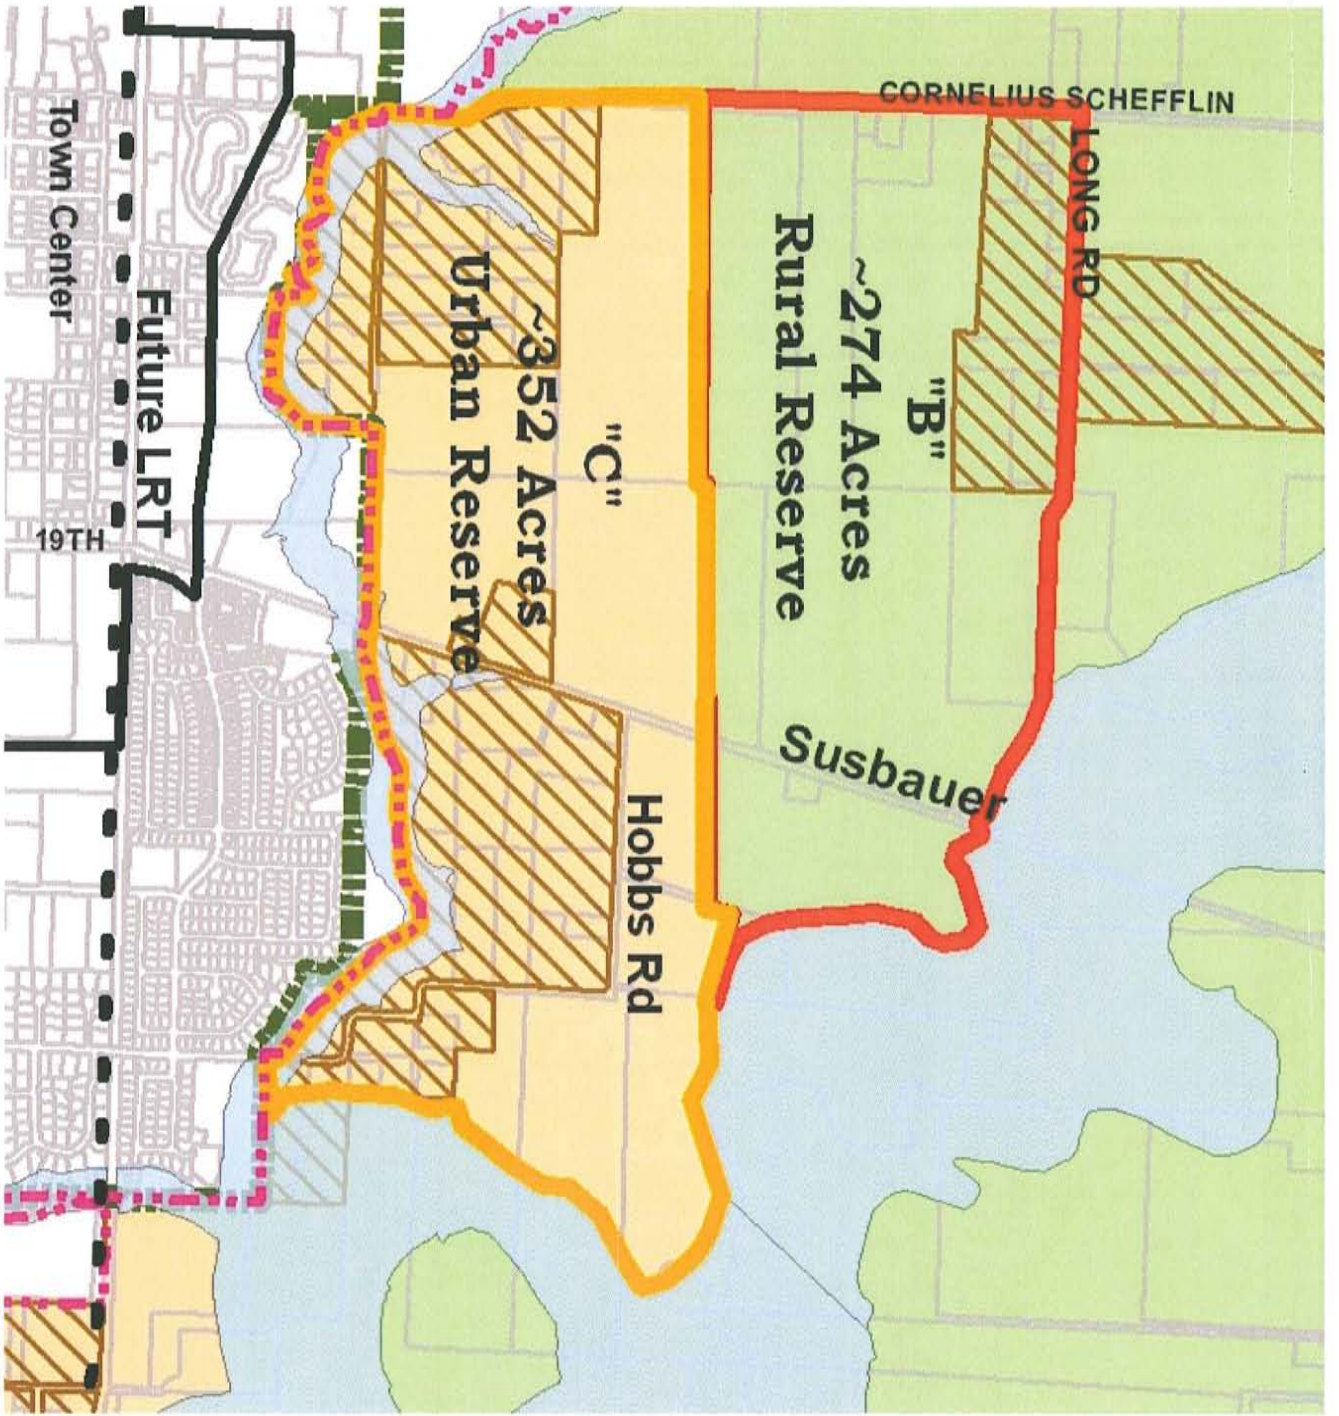 CORNELIUS SCHEFFLIN
LONG RD
"B"
~274 Acres
Rural Reserve
Susbauer
"C"
~352 Acres
Urban Reserve
Hobbs Rd
Future LRT
Town Center
19TH